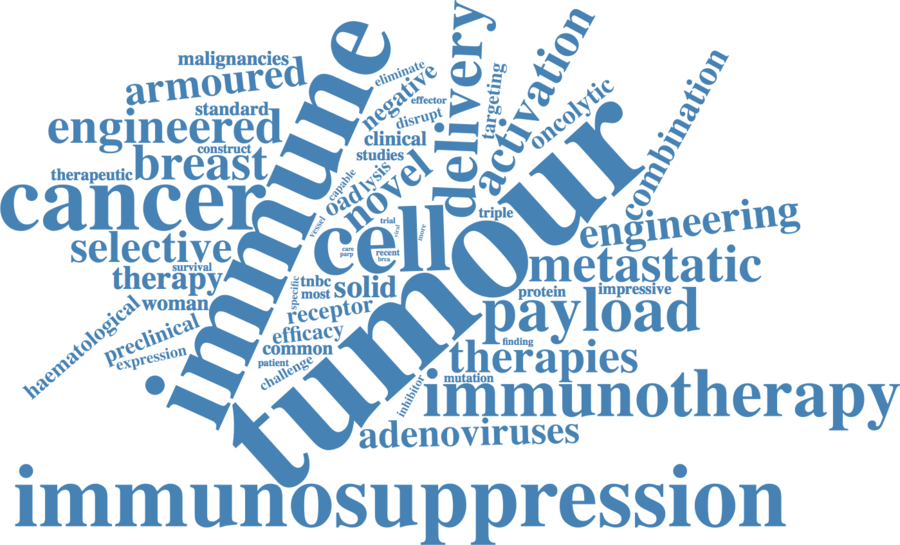 malignancies
armoured
standard
engineered
construct
breast
therapeutic
cancer
selective
survival
therapy
woman
haematological
preclinical
expression
immune
eliminate
negative
effector
disrupt
clinical
studies
capable
oad
lysis
novel
vessel
trial
viral
more
cell
care
parp
recent
brca
specific
tnbc
most
solid
receptor
efficacy
common
patient
challenge
tumour
delivery
targeting
activation
oncolytic
combination
triple
engineering
metastatic
protein
impressive
payload
finding
therapies
mutation
inhibitor
immunotherapy
adenoviruses
immunosuppression